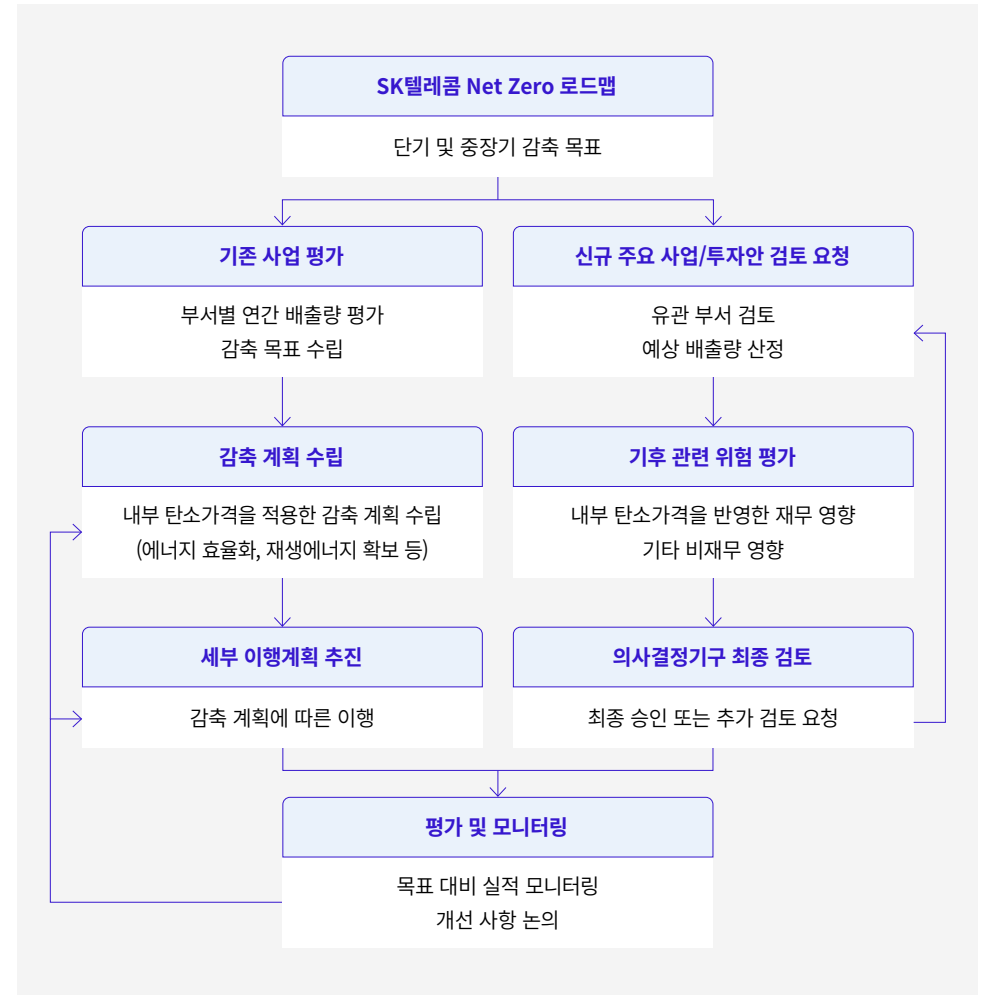 SK텔레콤 Net Zero 로드맵
단기 및 중장기 감축 목표
기존 사업 평가
부서별 연간 배출량 평가
감축 목표 수립
신규 주요 사업/투자안 검토 요청
유관 부서 검토
예상 배출량 산정
감축 계획 수립
내부 탄소가격을 적용한 감축 계획 수립
(에너지 효율화, 재생에너지 확보 등)
기후 관련 위험 평가
내부 탄소가격을 반영한 재무 영향
기타 비재무 영향
세부 이행계획 추진
감축 계획에 따른 이행
의사결정기구 최종 검토
최종 승인 또는 추가 검토 요청
평가 및 모니터링
목표 대비 실적 모니터링
개선 사항 논의